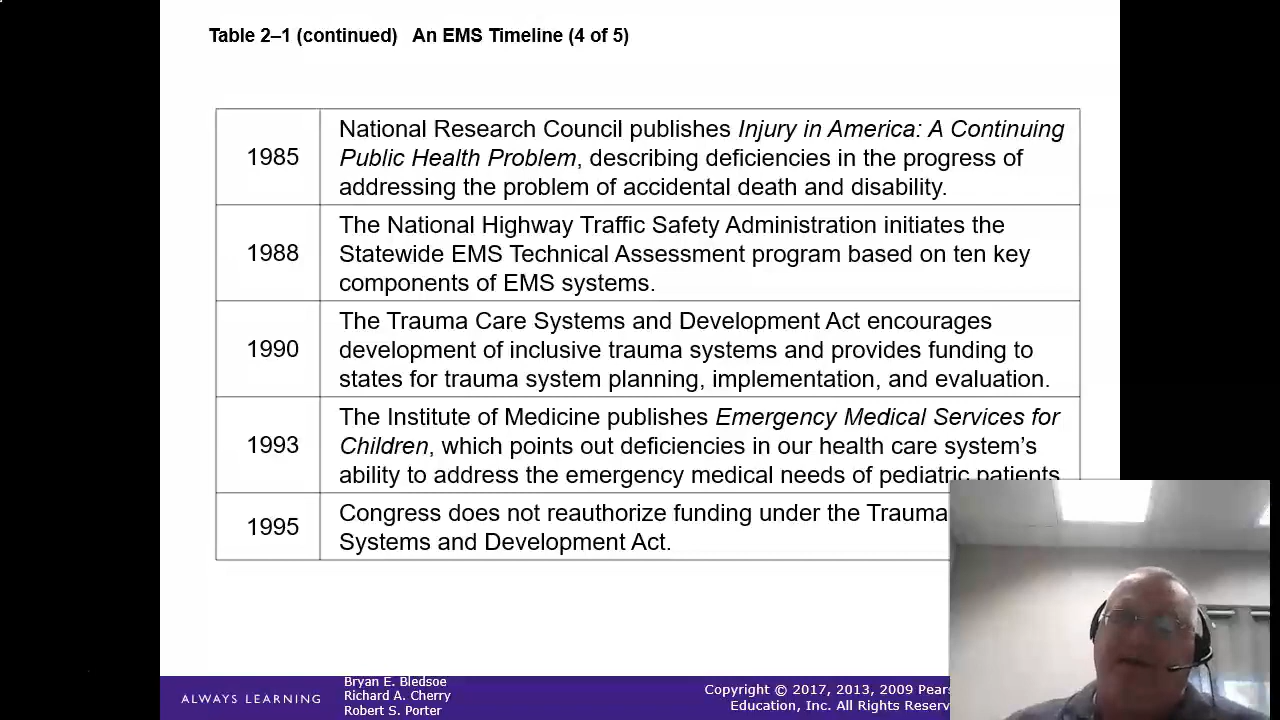 Table 2–1 (continued) An EMS Timeline (4 of 5)
1985
National Research Council publishes Injury in America: A Continuing
Public Health Problem, describing deficiencies in the progress of
addressing the problem of accidental death and disability.
1988
The National Highway Traffic Safety Administration initiates the
Statewide EMS Technical Assessment program based on ten key
components of EMS systems.
1990
The Trauma Care Systems and Development Act encourages
development of inclusive trauma systems and provides funding to
states for trauma system planning, implementation, and evaluation.
1993
The Institute of Medicine publishes Emergency Medical Services for
Children, which points out deficiencies in our health care system’s
ability to address the emergency medical needs of pediatric patients
1995
Congress does not reauthorize funding under the Trauma
Systems and Development Act.
ALWAYS LEARNING
Bryan E. Bledsoe
Richard A. Cherry
Robert S. Porter
Copyright © 2017, 2013, 2009
Education, Inc. All Rights